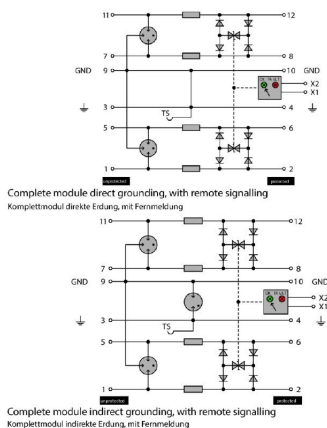 11 12
7 8
GND 9 10 GND
X2
X1
3 4
TS
5 6
1 2
unprotected protected
Complete module direct grounding, with remote signalling
Komplettmodul direkte Erdung, mit Fernmeldung
11 12
7 8
GND 9 10 GND
X2
X1
3 4
TS
5 6
1 2
unprotected protected
Complete module indirect grounding, with remote signalling
Komplettmodul indirekte Erdung, mit Fernmeldung